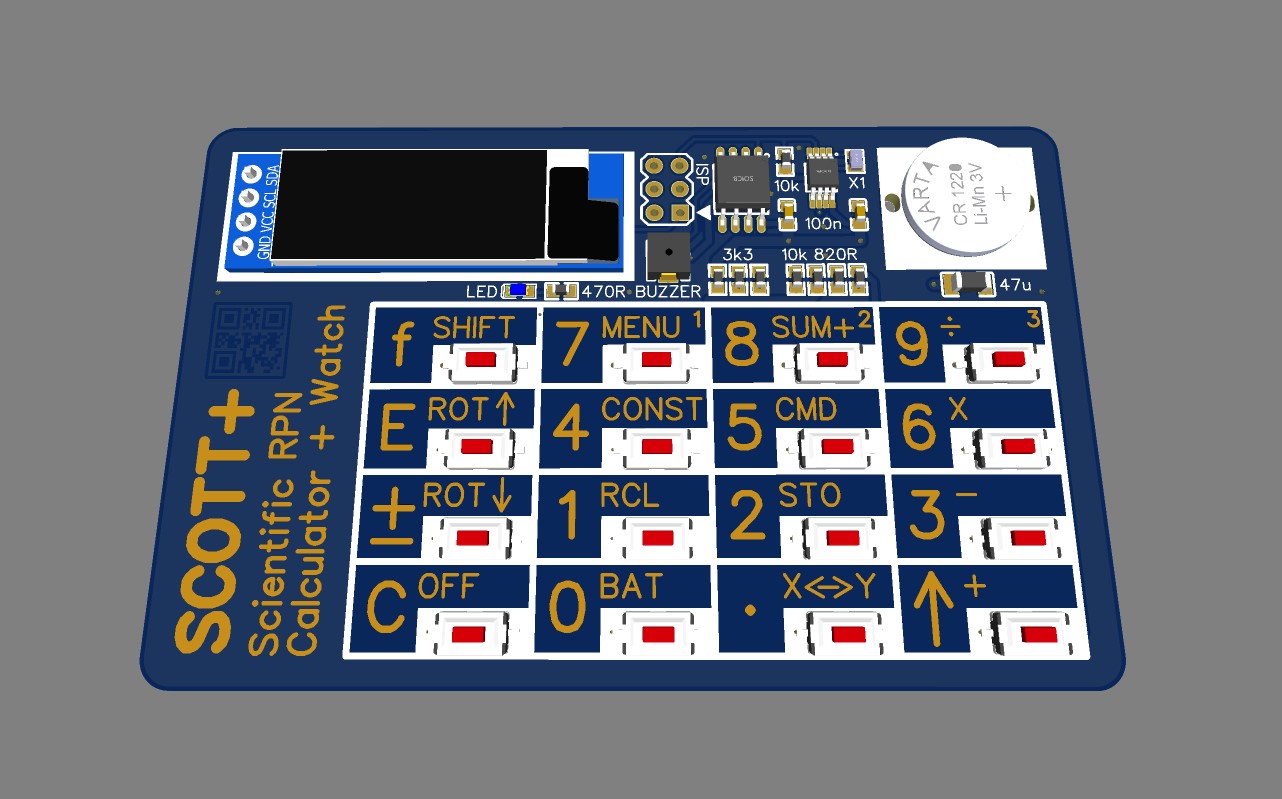 GND VCC SCL SDA
ISP
10k
X1
100n
3k3
10k 820R
LED
470R
BUZZER
47u
VARTA
CR 1220
Li-Mn 3V
+
SCOTT+
Scientific RPN
Calculator + Watch
f SHIFT
7 MENU 1
8 SUM+ 2
9 ÷ 3
E ROT↑
4 CONST
5 CMD
6 X
± ROT↓
1 RCL
2 STO
3 −
C OFF
0 BAT
. X<=>Y
↑ +